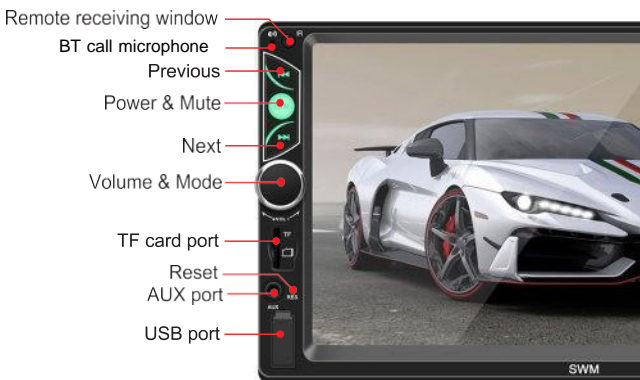 Remote receiving window
IR
BT call microphone
Previous
Power & Mute
Next
Volume & Mode
TF card port
TF
Reset
AUX port
RES
AUX
USB port
SWM